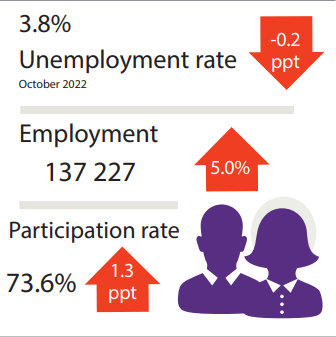 3.8%
Unemployment rate
October 2022
-0.2
ppt
Employment
137 227
5.0%
Participation rate
73.6%
1.3
ppt